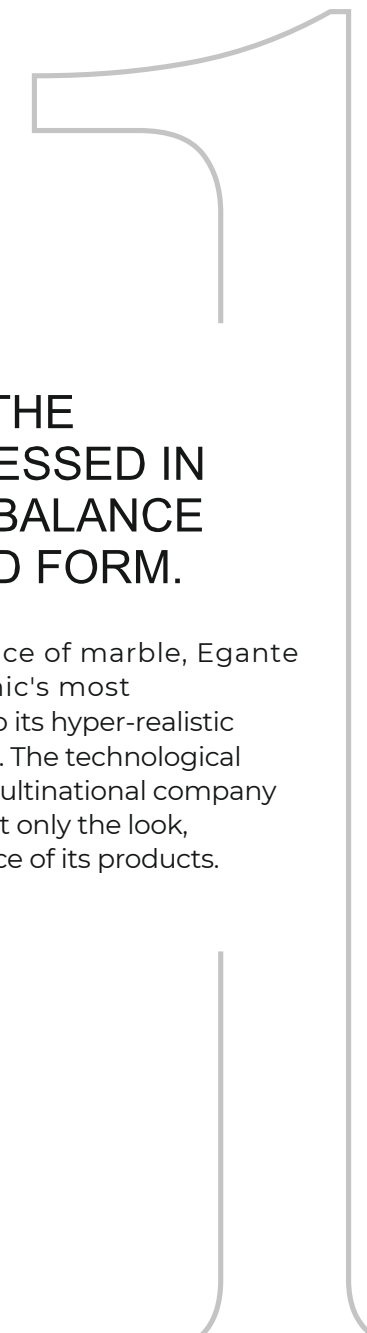 THE
ESSED IN
BALANCE
D FORM.
ce of marble, Egante
ic's most
its hyper-realistic
. The technological
ultinational company
t only the look,
ce of its products.